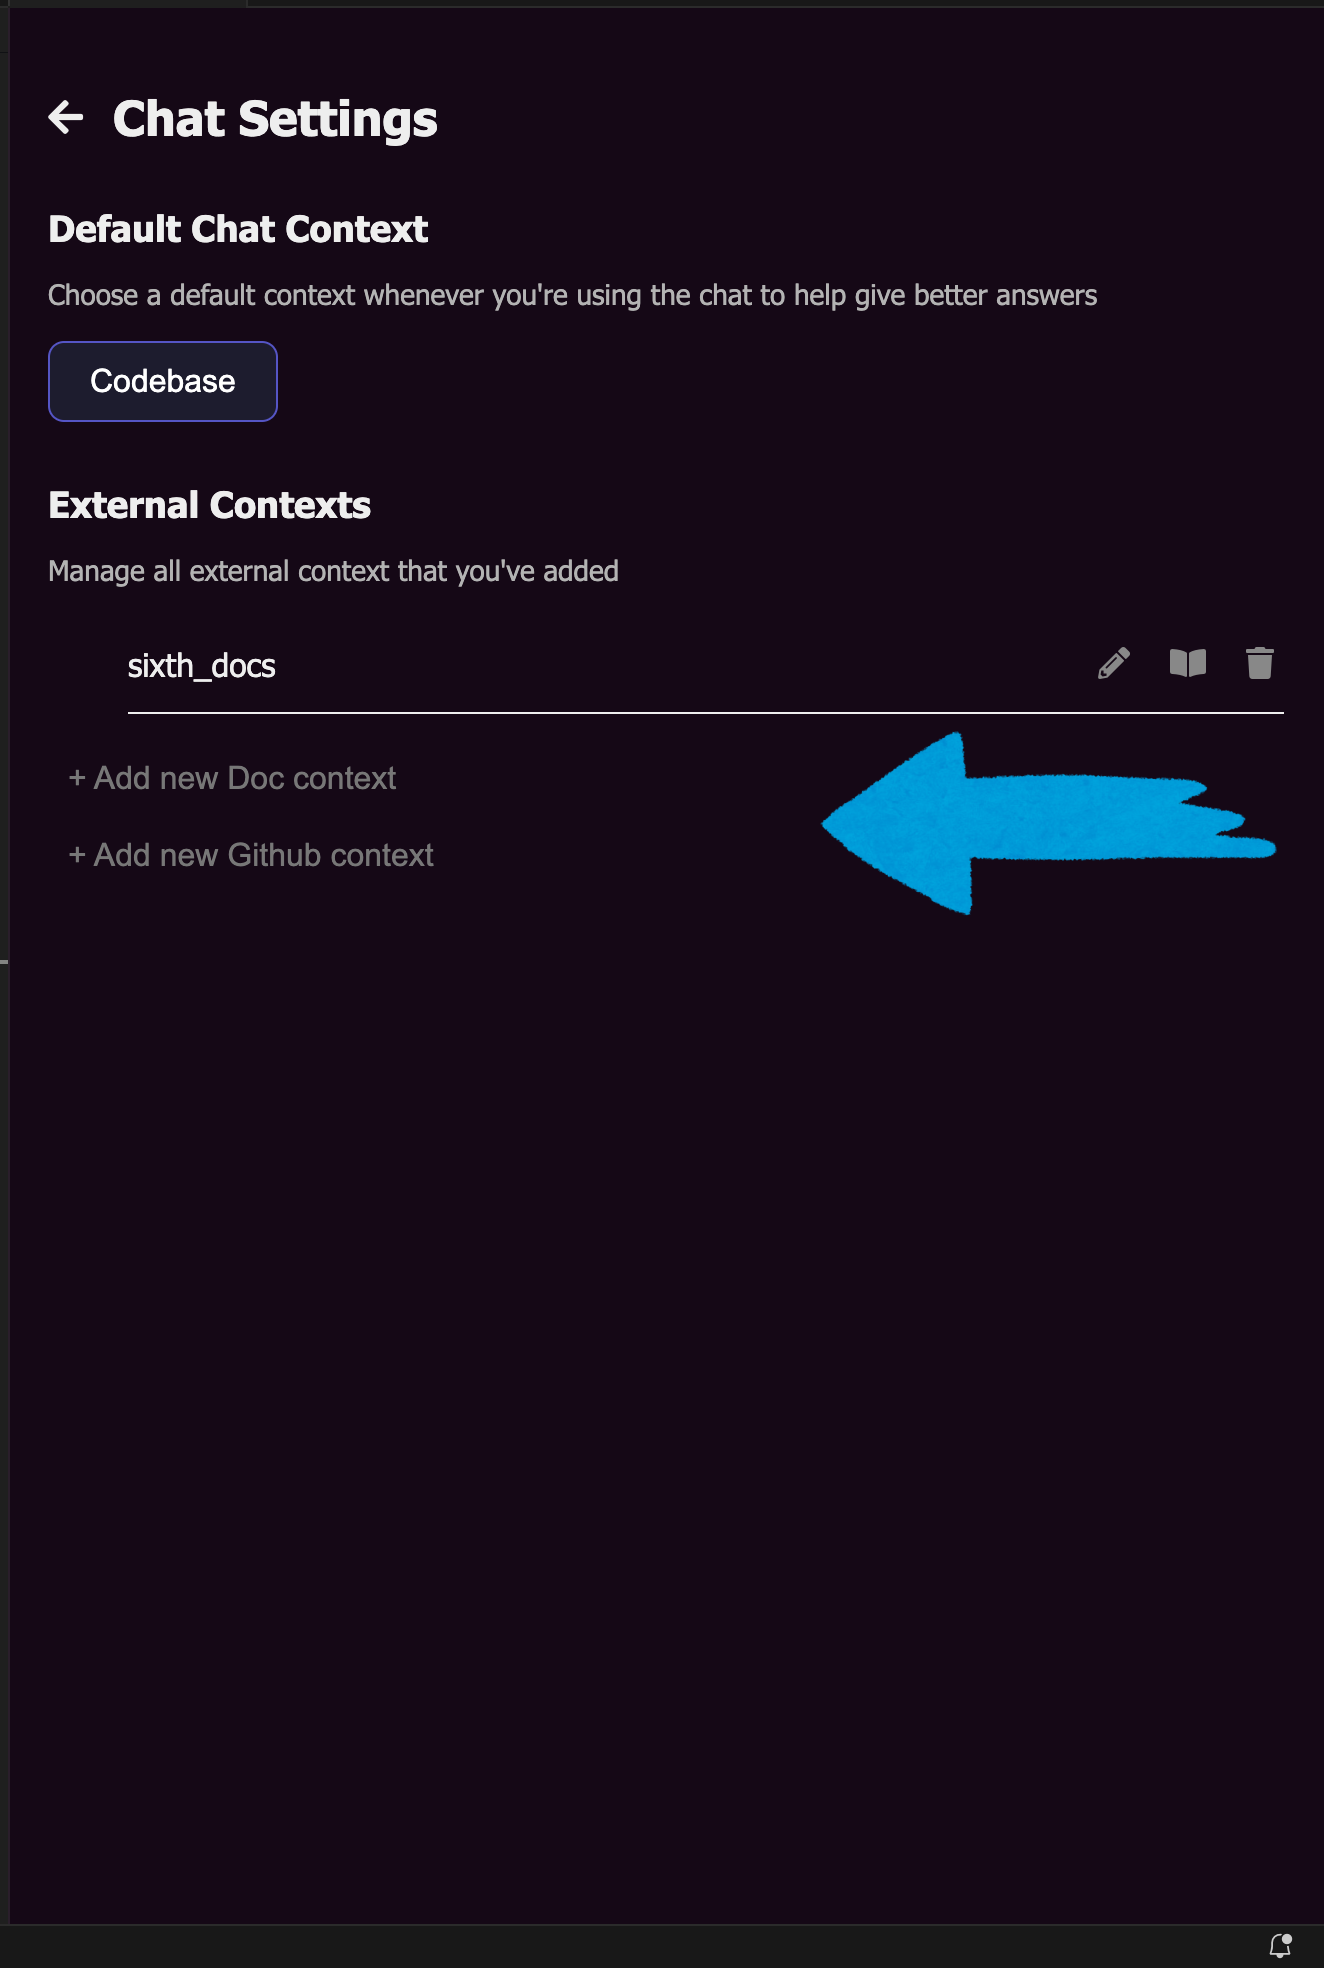 Chat Settings
Default Chat Context
Choose a default context whenever you're using the chat to help give better answers
Codebase
External Contexts
Manage all external context that you've added
sixth_docs
+ Add new Doc context
+ Add new Github context